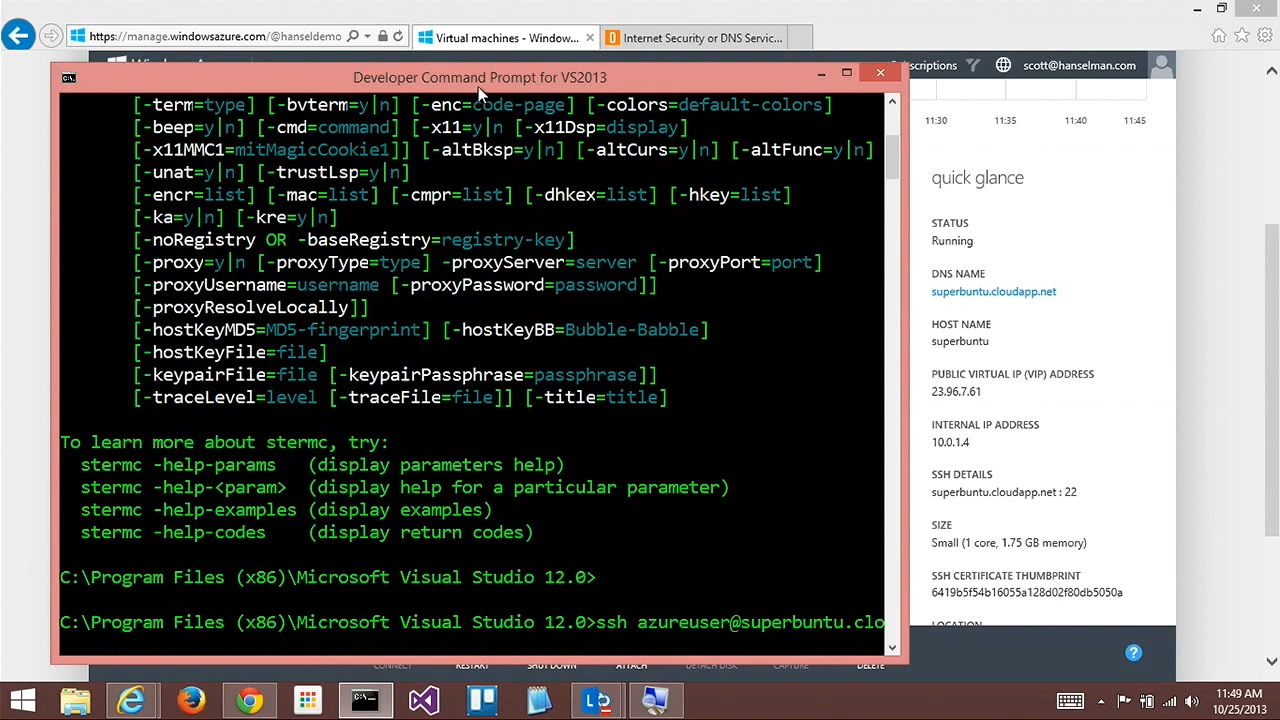 https://manage.windowsazure.com/@hanseldemo
Virtual machines - Window...
Internet Security or DNS Servic...
Developer Command Prompt for VS2013
scott@hanselman.com
[-term=type] [-bvterm=y|n] [-enc=code-page] [-colors=default-colors]
[-beep=y|n] [-cmd=command] [-x11=y|n [-x11Dsp=display]
[-x11MMC1=mitMagicCookie1]] [-altBksp=y|n] [-altCurs=y|n] [-altFunc=y|n]
[-unat=y|n] [-trustLsp=y|n]
[-encr=list] [-mac=list] [-cmpr=list] [-dhkex=list] [-hkey=list]
[-ka=y|n] [-kre=y|n]
[-noRegistry OR -baseRegistry=registry-key]
[-proxy=y|n [-proxyType=type] -proxyServer=server [-proxyPort=port]
[-proxyUsername=username [-proxyPassword=password]]
[-proxyResolveLocally]]
[-hostKeyMD5=MD5-fingerprint] [-hostKeyBB=Bubble-Babble]
[-hostKeyFile=file]
[-keypairFile=file [-keypairPassphrase=passphrase]]
[-traceLevel=level [-traceFile=file]] [-title=title]
To learn more about stermc, try:
stermc -help-params (display parameters help)
stermc -help-<param> (display help for a particular parameter)
stermc -help-examples (display examples)
stermc -help-codes (display return codes)
C:\Program Files (x86)\Microsoft Visual Studio 12.0>
C:\Program Files (x86)\Microsoft Visual Studio 12.0>ssh azureuser@superbuntu.clo
11:30 11:35 11:40 11:45
quick glance
STATUS
Running
DNS NAME
superbuntu.cloudapp.net
HOST NAME
superbuntu
PUBLIC VIRTUAL IP (VIP) ADDRESS
23.96.7.61
INTERNAL IP ADDRESS
10.0.1.4
SSH DETAILS
superbuntu.cloudapp.net : 22
SIZE
Small (1 core, 1.75 GB memory)
SSH CERTIFICATE THUMBPRINT
6419b5f54b16055a128d02f80db5050a
LOCATION
CONNECT RESTART SHUT DOWN ATTACH DETACH DISK CAPTURE DELETE
11:49 AM
10/25/2013